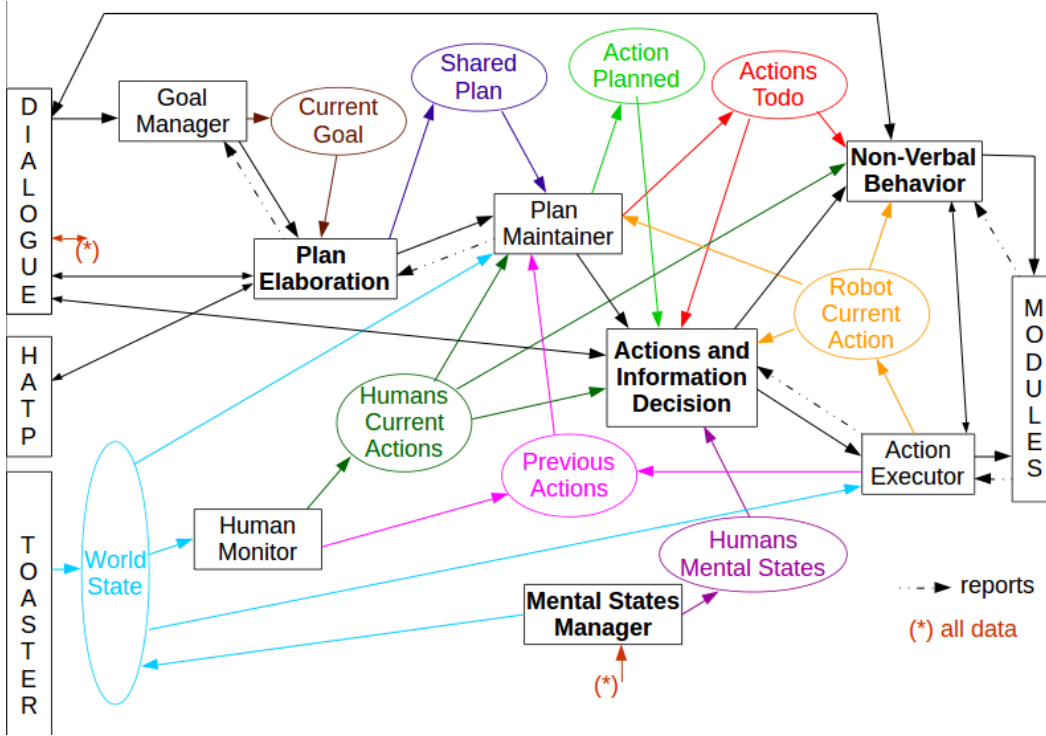 D
I
A
L
O
G
U
E
(*)
H
A
T
P
T
O
A
S
T
E
R
Goal
Manager
Current
Goal
Shared
Plan
Action
Planned
Actions
Todo
Non-Verbal
Behavior
Plan
Elaboration
Plan
Maintainer
Robot
Current
Action
M
O
D
U
L
E
S
Actions and
Information
Decision
Humans
Current
Actions
Previous
Actions
Action
Executor
World
State
Human
Monitor
Humans
Mental States
Mental States
Manager
(*)
reports
(*) all data